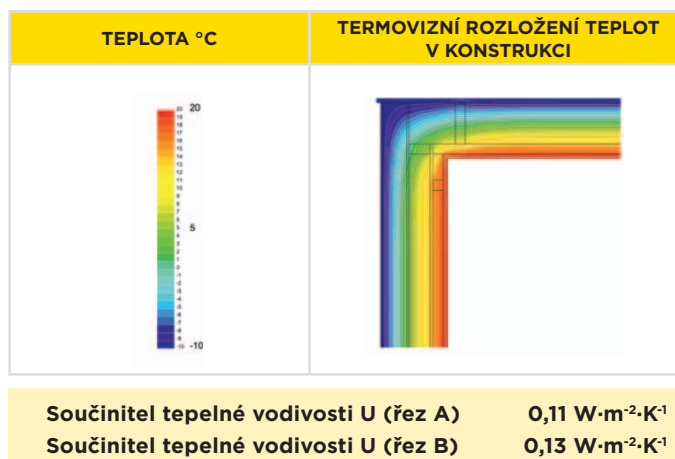 TEPLOTA °C
TERMOVIZNÍ ROZLOŽENÍ TEPLOT
V KONSTRUKCI
20
5
-10
Součinitel tepelné vodivosti U (řez A) 0,11 W·m-2·K-1
Součinitel tepelné vodivosti U (řez B) 0,13 W·m-2·K-1